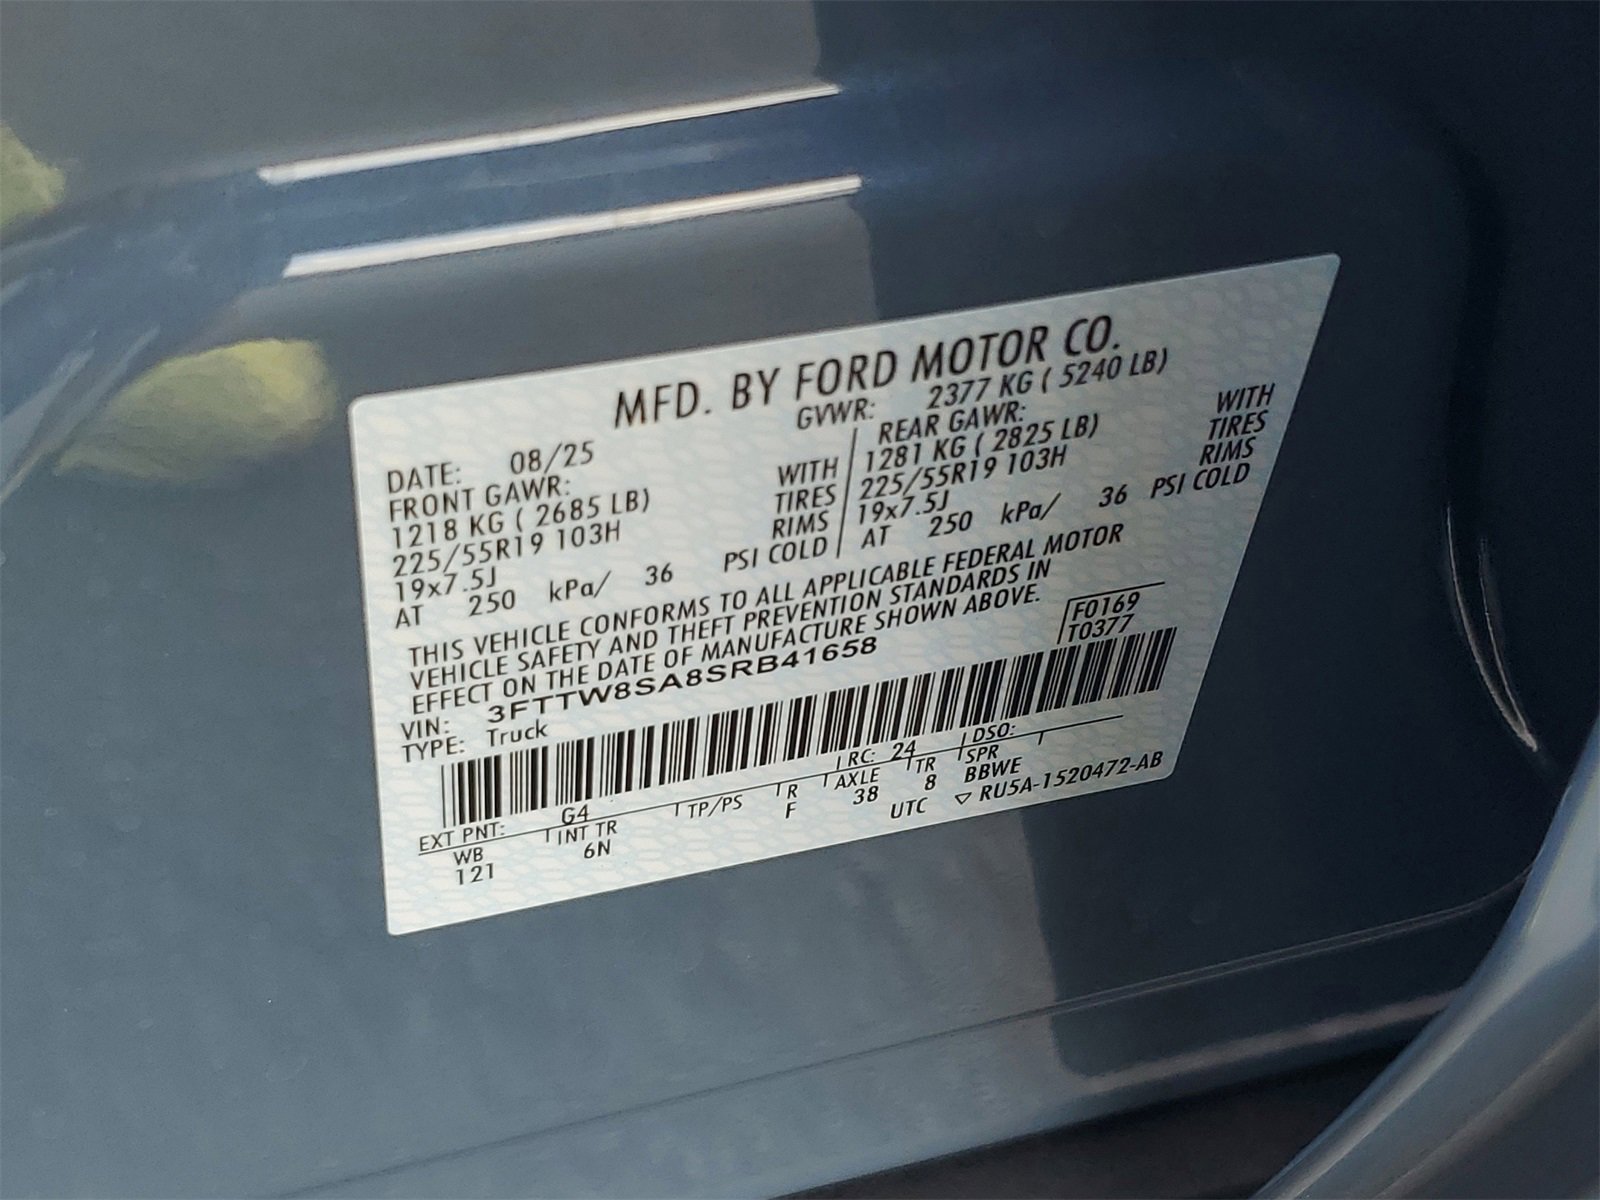 MFD. BY FORD MOTOR CO.
DATE: 08/25 GVWR: 2377 KG ( 5240 LB)
FRONT GAWR: REAR GAWR:
1218 KG ( 2685 LB) WITH 1281 KG ( 2825 LB) WITH
225/55R19 103H TIRES 225/55R19 103H TIRES
19x7.5J RIMS 19x7.5J RIMS
AT 250 kPa/ 36 PSI COLD AT 250 kPa/ 36 PSI COLD
THIS VEHICLE CONFORMS TO ALL APPLICABLE FEDERAL MOTOR
VEHICLE SAFETY AND THEFT PREVENTION STANDARDS IN
EFFECT ON THE DATE OF MANUFACTURE SHOWN ABOVE.
VIN: 3FTTW8SA8SRB41658 F0169
TYPE: Truck T0377
EXT PNT: G4 RC: 24 DSO:
WB INT TR TP/PS R AXLE TR SPR
121 6N F 38 8 BBWE
UTC ▽ RU5A-1520472-AB